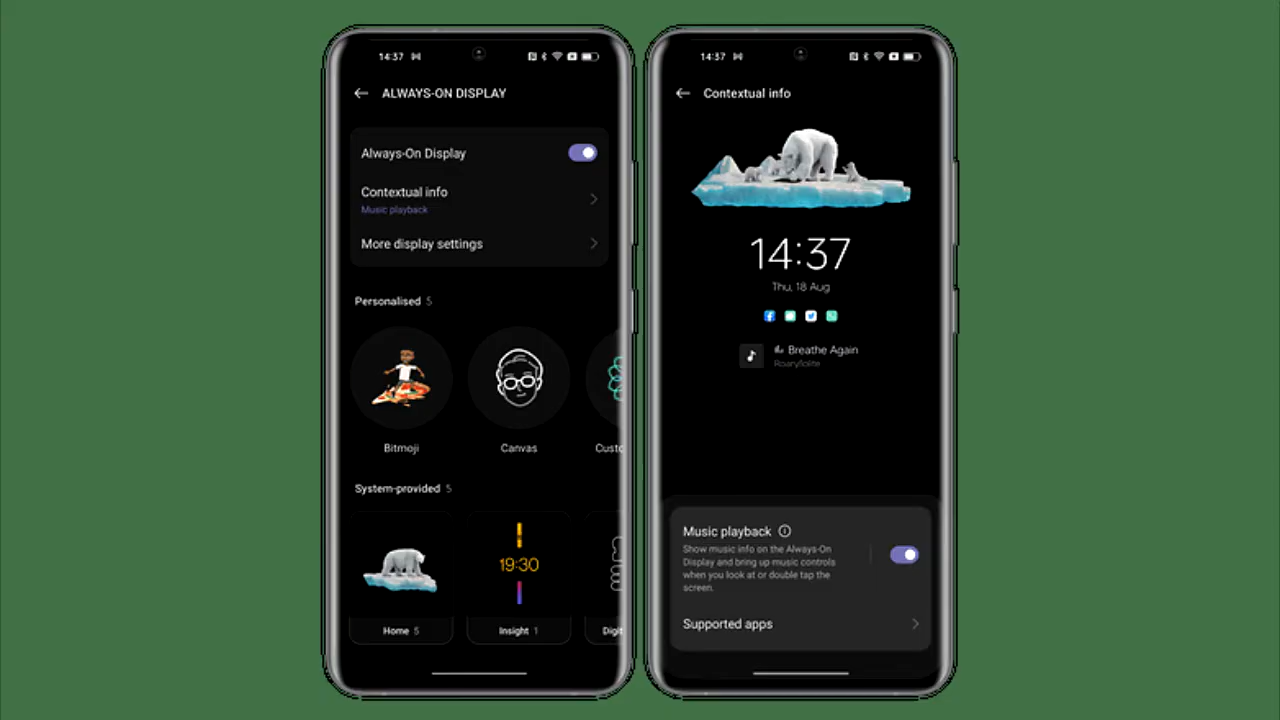 14:37
ALWAYS-ON DISPLAY
Always-On Display
Contextual info
Music playback
More display settings
Personalised 5
Bitmoji
Canvas
Custo
System-provided 5
19:30
Home 5
Insight 1
Digit
14:37
Contextual info
14:37
Thu, 18 Aug
Breathe Again
Music playback
Show music info on the Always-On
Display and bring up music controls
when you look at or double tap the
screen.
Supported apps